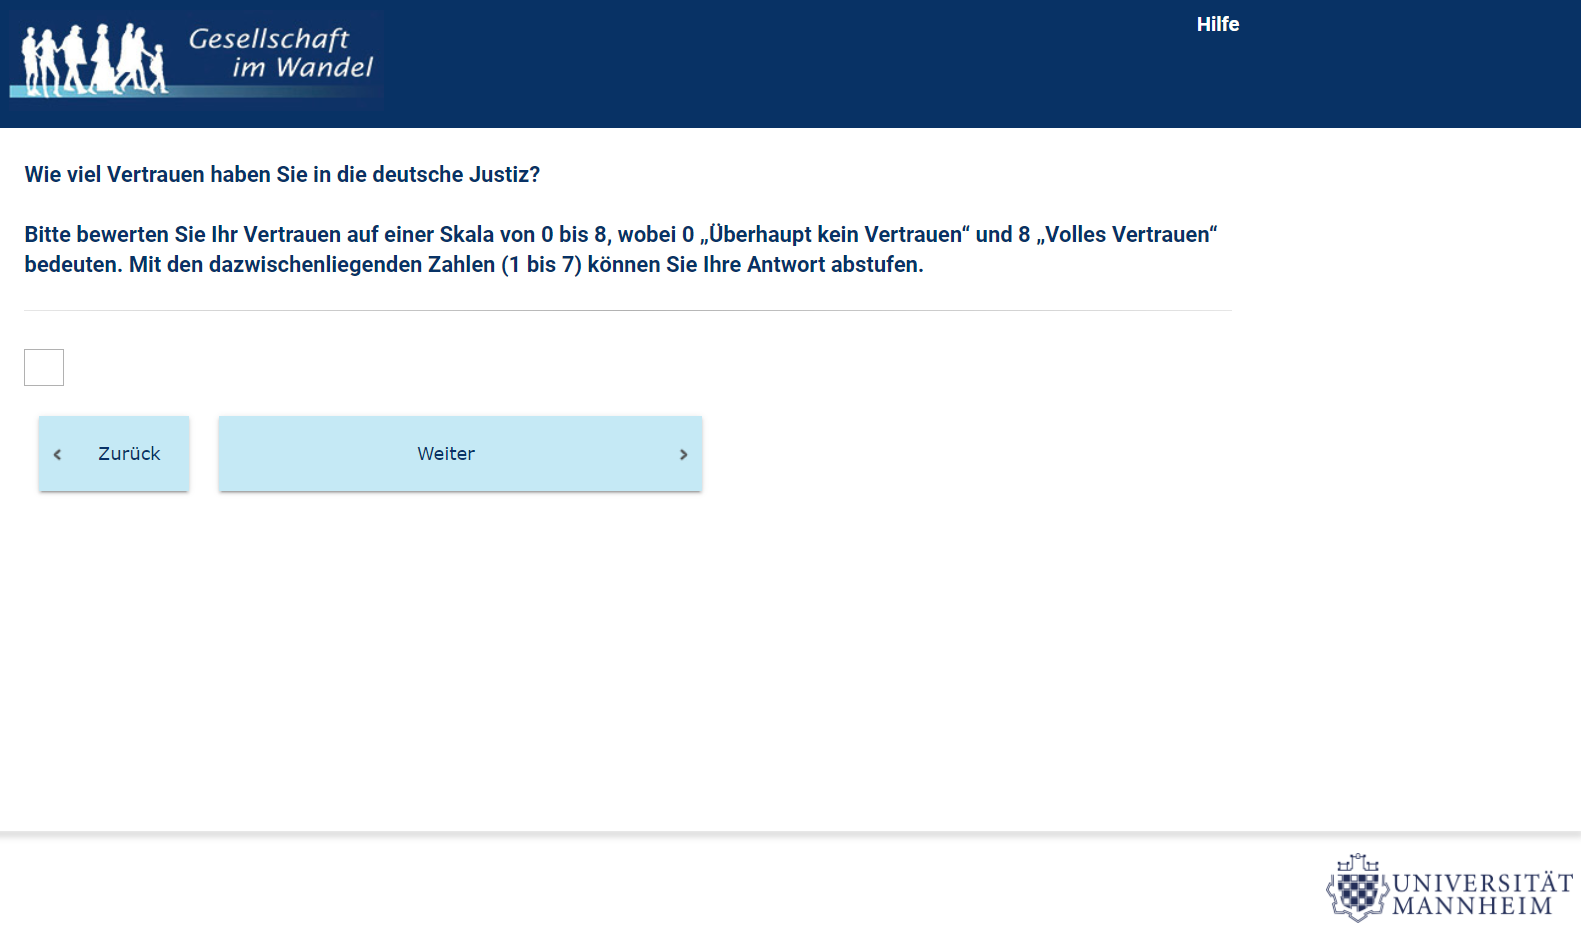 Gesellschaft
im Wandel
Hilfe
Wie viel Vertrauen haben Sie in die deutsche Justiz?
Bitte bewerten Sie Ihr Vertrauen auf einer Skala von 0 bis 8, wobei 0 „Überhaupt kein Vertrauen“ und 8 „Volles Vertrauen“
bedeuten. Mit den dazwischenliegenden Zahlen (1 bis 7) können Sie Ihre Antwort abstufen.
Zurück
Weiter
UNIVERSITÄT
MANNHEIM